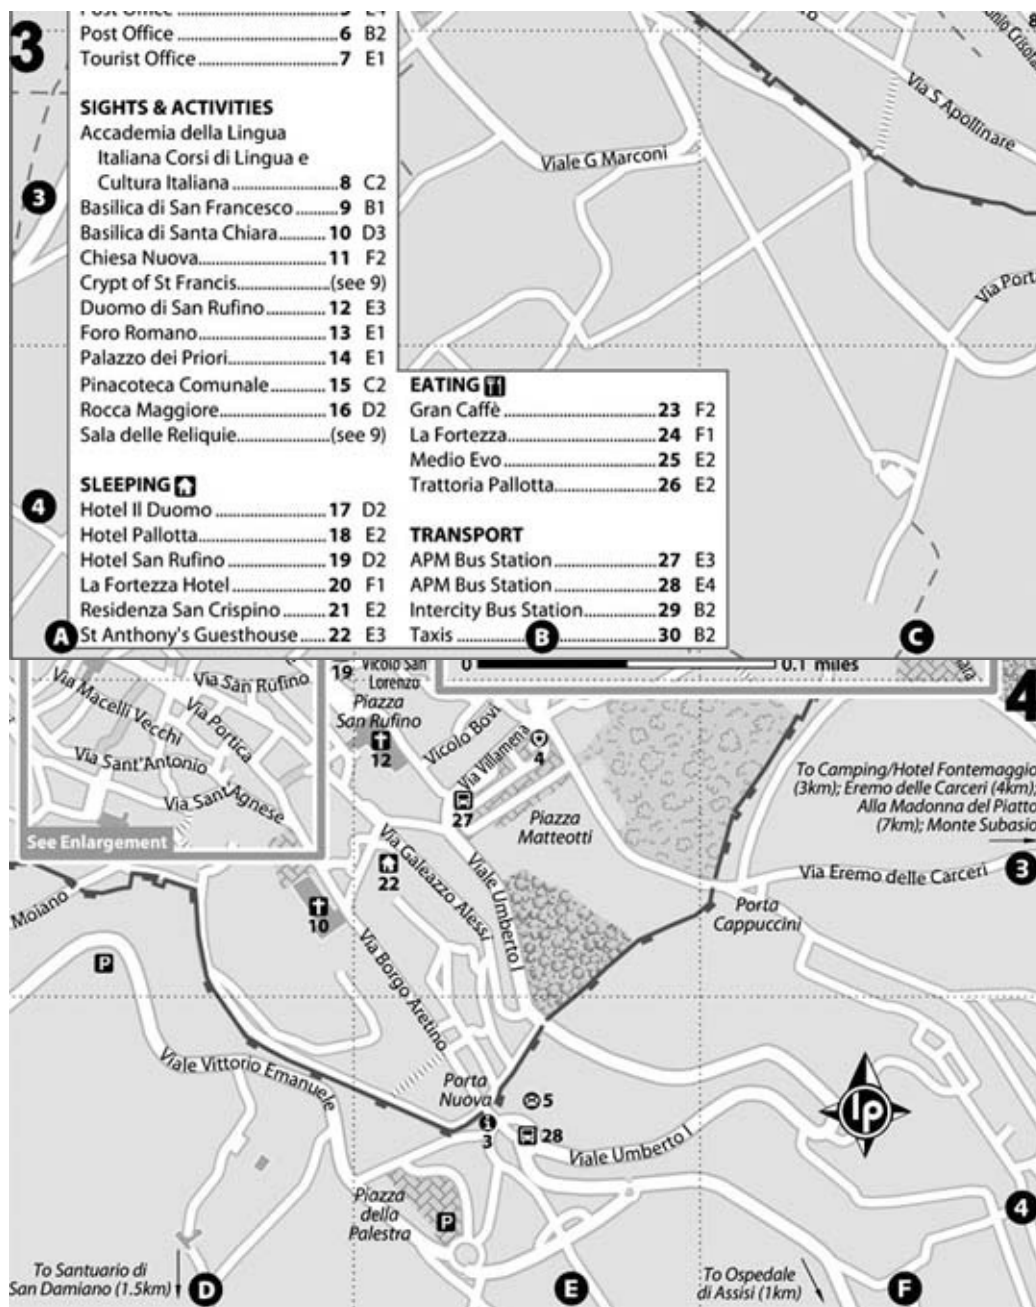 3
Post Office 5 E4
Post Office 6 B2
Tourist Office 7 E1
SIGHTS & ACTIVITIES
Accademia della Lingua
Italiana Corsi di Lingua e
Cultura Italiana 8 C2
Basilica di San Francesco 9 B1
Basilica di Santa Chiara 10 D3
Chiesa Nuova 11 F2
Crypt of St Francis (see 9)
Duomo di San Rufino 12 E3
Foro Romano 13 E1
Palazzo dei Priori 14 E1
Pinacoteca Comunale 15 C2
Rocca Maggiore 16 D2
Sala delle Reliquie (see 9)
SLEEPING
Hotel Il Duomo 17 D2
Hotel Pallotta 18 E2
Hotel San Rufino 19 D2
La Fortezza Hotel 20 F1
Residenza San Crispino 21 E2
St Anthony's Guesthouse 22 E3
EATING
Gran Caffè 23 F2
La Fortezza 24 F1
Medio Evo 25 E2
Trattoria Pallotta 26 E2
TRANSPORT
APM Bus Station 27 E3
APM Bus Station 28 E4
Intercity Bus Station 29 B2
Taxis 30 B2
3
4
A
B
C
Viale G Marconi
Via S Apollinare
Via Port
0 0.1 miles
4
Via San Rufino
Via Macelli Vecchi
Via Portica
Via Sant'Antonio
Via Sant'Agnese
See Enlargement
19
Vicolo San
Lorenzo
Piazza
San Rufino
12
Vicolo Bovi
Via Villamena
4
27
Piazza
Matteotti
To Camping/Hotel Fontemaggio
(3km); Eremo delle Carceri (4km);
Alla Madonna del Piatto
(7km); Monte Subasio
3
Via Eremo delle Carceri
Porta
Cappuccini
22
Via Galeazzo Alessi
Viale Umberto I
Moiano
10
P
Via Borgo Aretino
Viale Vittorio Emanuele
Porta
Nuova
5
3
28
Viale Umberto I
lp
Piazza
della
Palestra
P
4
To Santuario di
San Damiano (1.5km)
D
E
To Ospedale
di Assisi (1km)
F